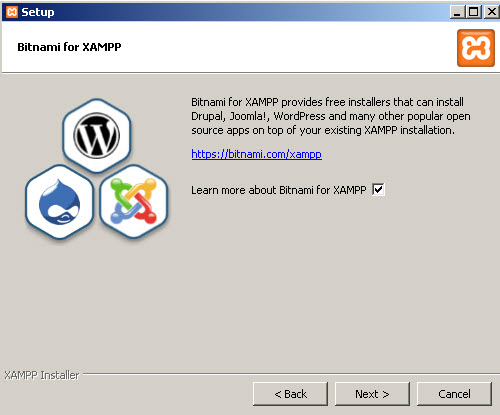 Setup
Bitnami for XAMPP
Bitnami for XAMPP provides free installers that can install
Drupal, Joomla!, WordPress and many other popular open
source apps on top of your existing XAMPP installation.
https://bitnami.com/xampp
Learn more about Bitnami for XAMPP
XAMPP Installer
< Back
Next >
Cancel